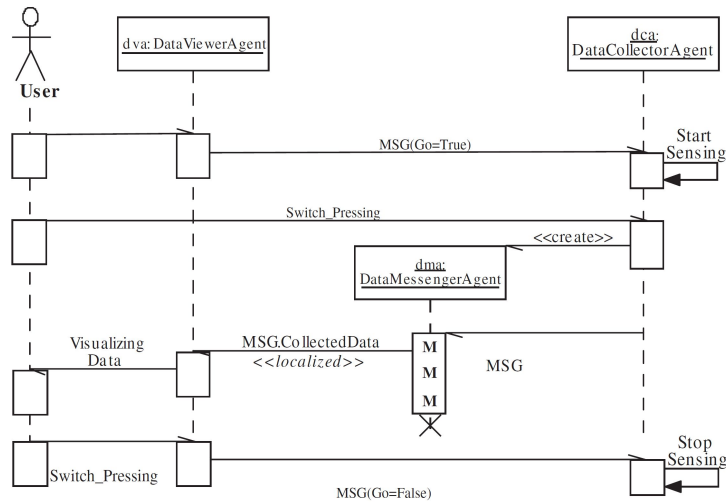 dva:DataViewerAgent
dca:
DataCollectorAgent
User
MSG(Go=True)
Start
Sensing
Switch_Pressing
<<create>>
dma:
DataMessengerAgent
Visualizing
Data
MSG.CollectedData
<<localized>>
M
M
M
MSG
Switch_Pressing
Stop
Sensing
MSG(Go=False)